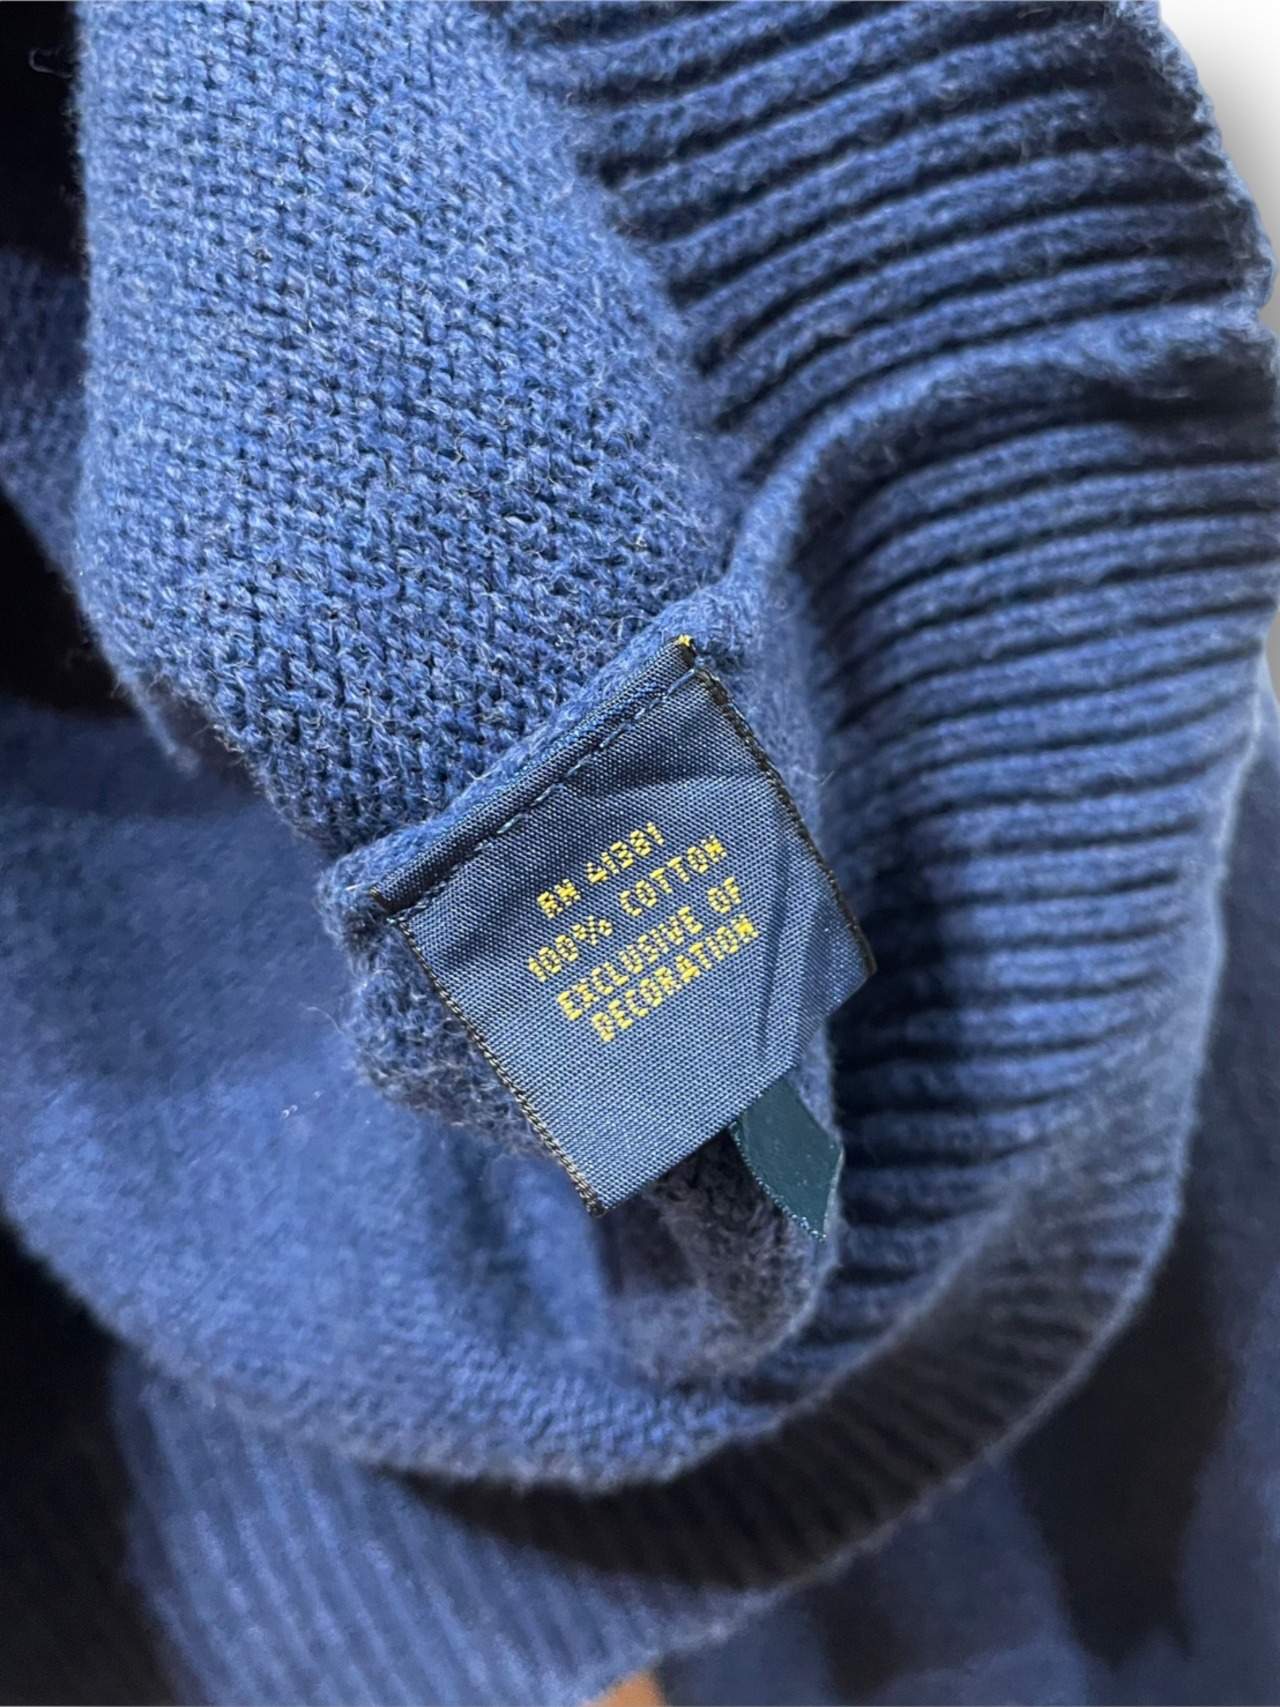 RN 41381
100% COTTON
EXCLUSIVE OF
DECORATION